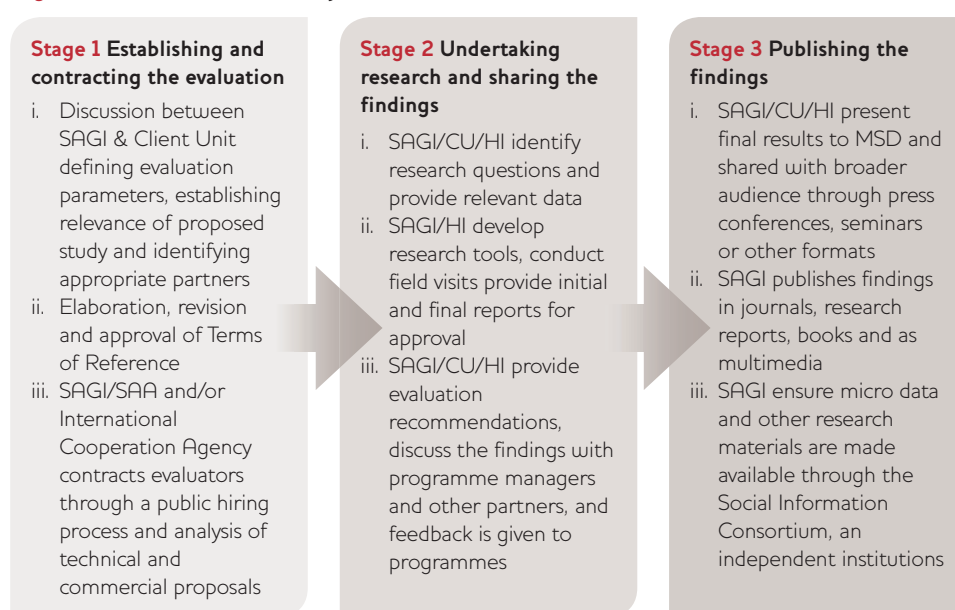 Stage 1 Establishing and
contracting the evaluation
i. Discussion between
SAGI & Client Unit
defining evaluation
parameters, establishing
relevance of proposed
study and identifying
appropriate partners
ii. Elaboration, revision
and approval of Terms
of Reference
iii. SAGI/SAA and/or
International
Cooperation Agency
contracts evaluators
through a public hiring
process and analysis of
technical and
commercial proposals
Stage 2 Undertaking
research and sharing the
findings
i. SAGI/CU/HI identify
research questions and
provide relevant data
ii. SAGI/HI develop
research tools, conduct
field visits provide initial
and final reports for
approval
iii. SAGI/CU/HI provide
evaluation
recommendations,
discuss the findings with
programme managers
and other partners, and
feedback is given to
programmes
Stage 3 Publishing the
findings
i. SAGI/CU/HI present
final results to MSD and
shared with broader
audience through press
conferences, seminars
or other formats
ii. SAGI publishes findings
in journals, research
reports, books and as
multimedia
iii. SAGI ensure micro data
and other research
materials are made
available through the
Social Information
Consortium, an
independent institutions